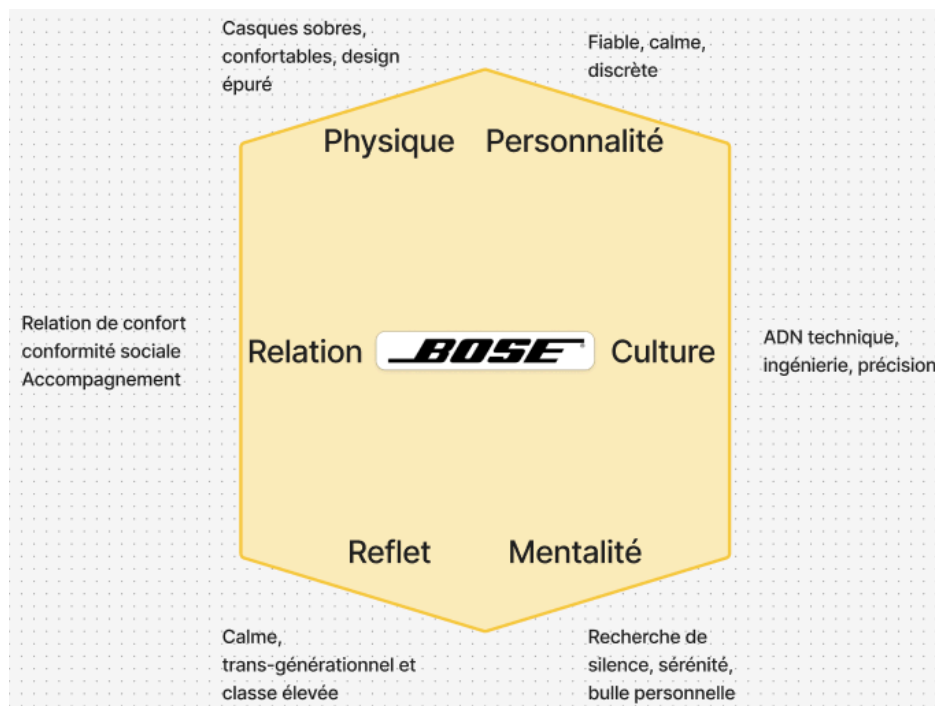 Casques sobres,
confortables, design
épuré
Fiable, calme,
discrète
Physique
Personnalité
Relation de confort
conformité sociale
Accompagnement
Relation
BOSE
Culture
ADN technique,
ingénierie, précision
Reflet
Mentalité
Calme,
trans-générationnel et
classe élevée
Recherche de
silence, sérénité,
bulle personnelle